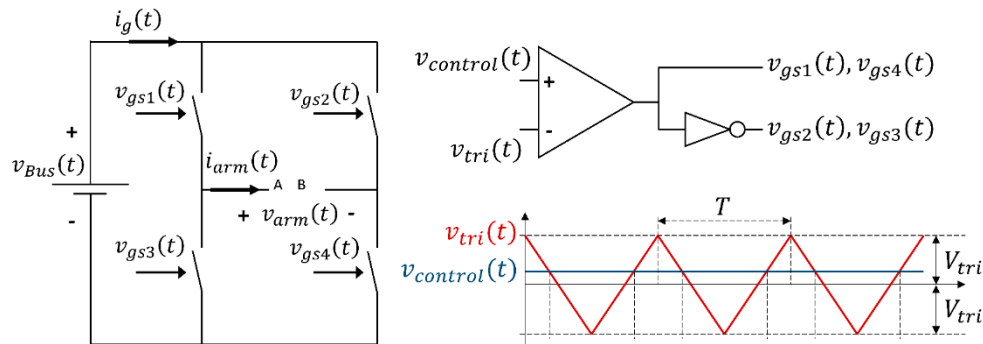 i_g(t)
v_gs1(t)
v_gs2(t)
+
v_Bus(t)
-
i_arm(t)
A B
+ v_arm(t) -
v_gs3(t)
v_gs4(t)
v_control(t)
+
-
v_tri(t)
v_gs1(t), v_gs4(t)
v_gs2(t), v_gs3(t)
T
v_tri(t)
v_control(t)
V_tri
V_tri